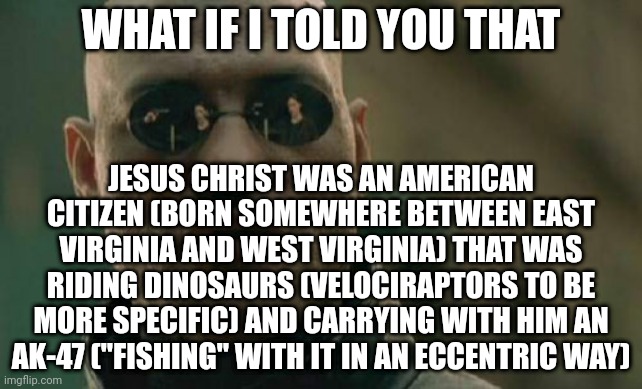 WHAT IF I TOLD YOU THAT
JESUS CHRIST WAS AN AMERICAN
CITIZEN (BORN SOMEWHERE BETWEEN EAST
VIRGINIA AND WEST VIRGINIA) THAT WAS
RIDING DINOSAURS (VELOCIRAPTORS TO BE
MORE SPECIFIC) AND CARRYING WITH HIM AN
AK-47 ("FISHING" WITH IT IN AN ECCENTRIC WAY)
imgflip.com